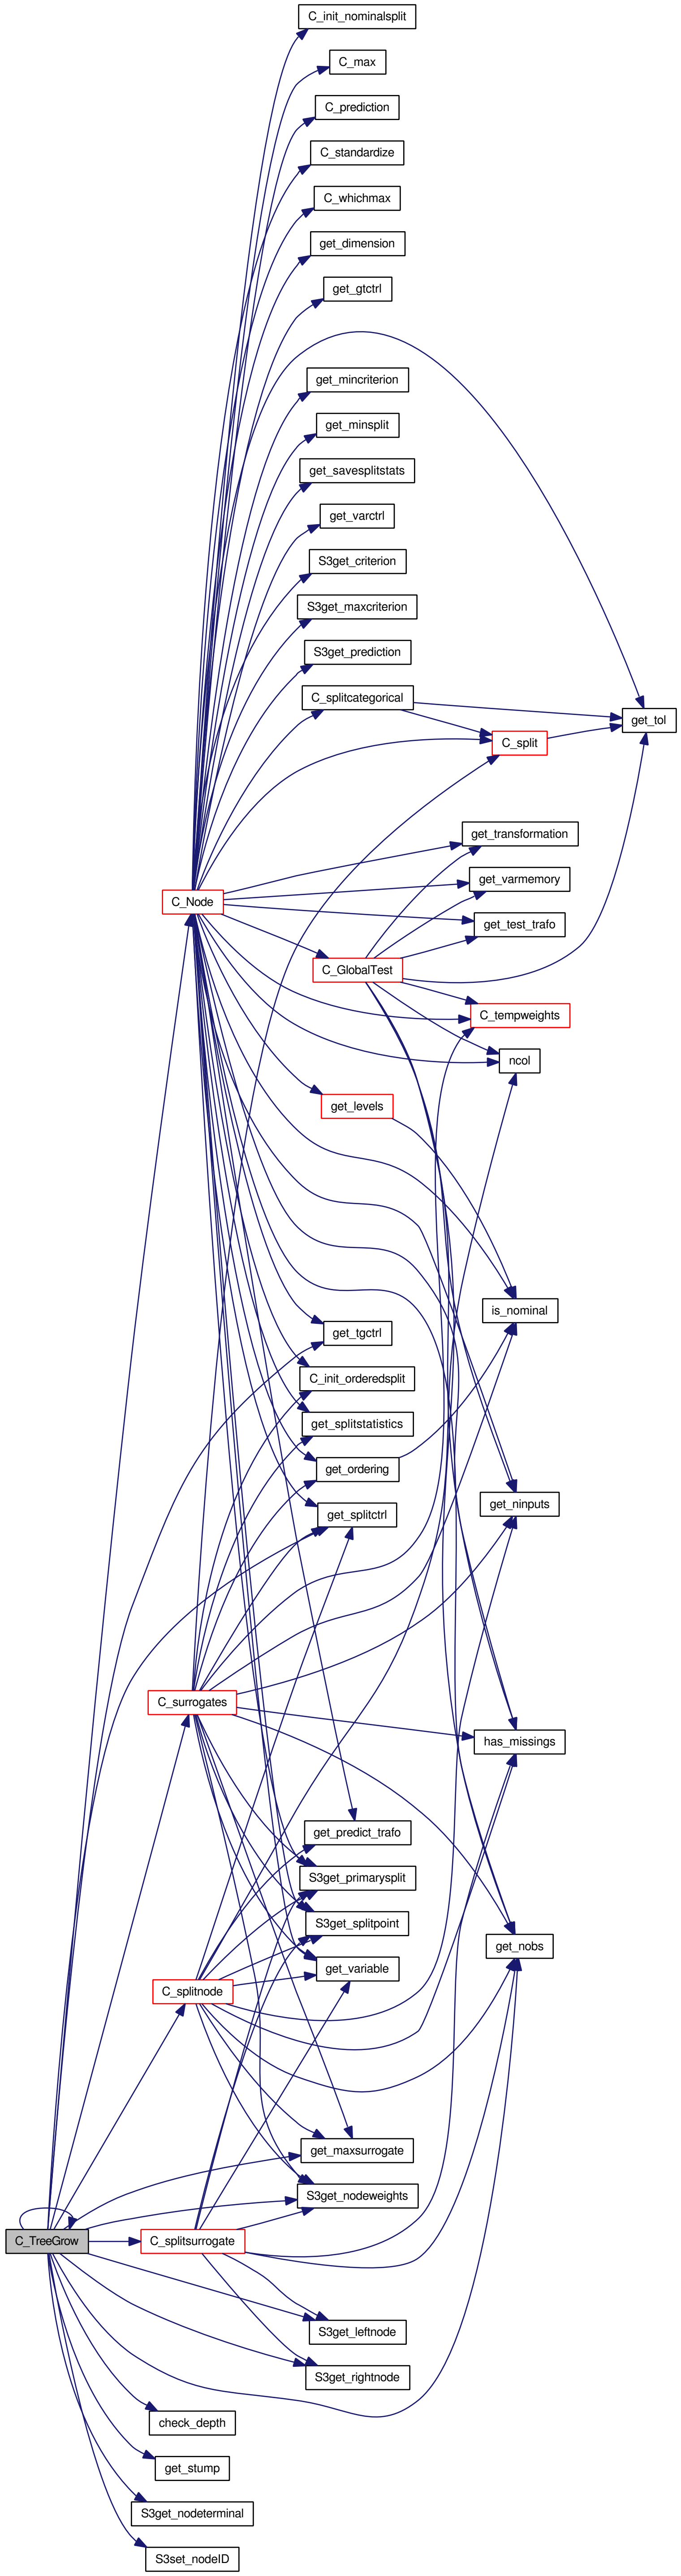 C_init_nominalsplit
C_max
C_prediction
C_standardize
C_whichmax
get_dimension
get_gtctrl
get_mincriterion
get_minsplit
get_savesplitstats
get_varctrl
S3get_criterion
S3get_maxcriterion
S3get_prediction
C_splitcategorical
get_tol
C_split
get_transformation
get_varmemory
C_Node
get_test_trafo
C_GlobalTest
C_tempweights
ncol
get_levels
is_nominal
get_tgctrl
C_init_orderedsplit
get_splitstatistics
get_ordering
get_ninputs
get_splitctrl
C_surrogates
has_missings
get_predict_trafo
S3get_primarysplit
S3get_splitpoint
get_nobs
get_variable
C_splitnode
get_maxsurrogate
S3get_nodeweights
C_TreeGrow
C_splitsurrogate
S3get_leftnode
S3get_rightnode
check_depth
get_stump
S3get_nodeterminal
S3set_nodeID